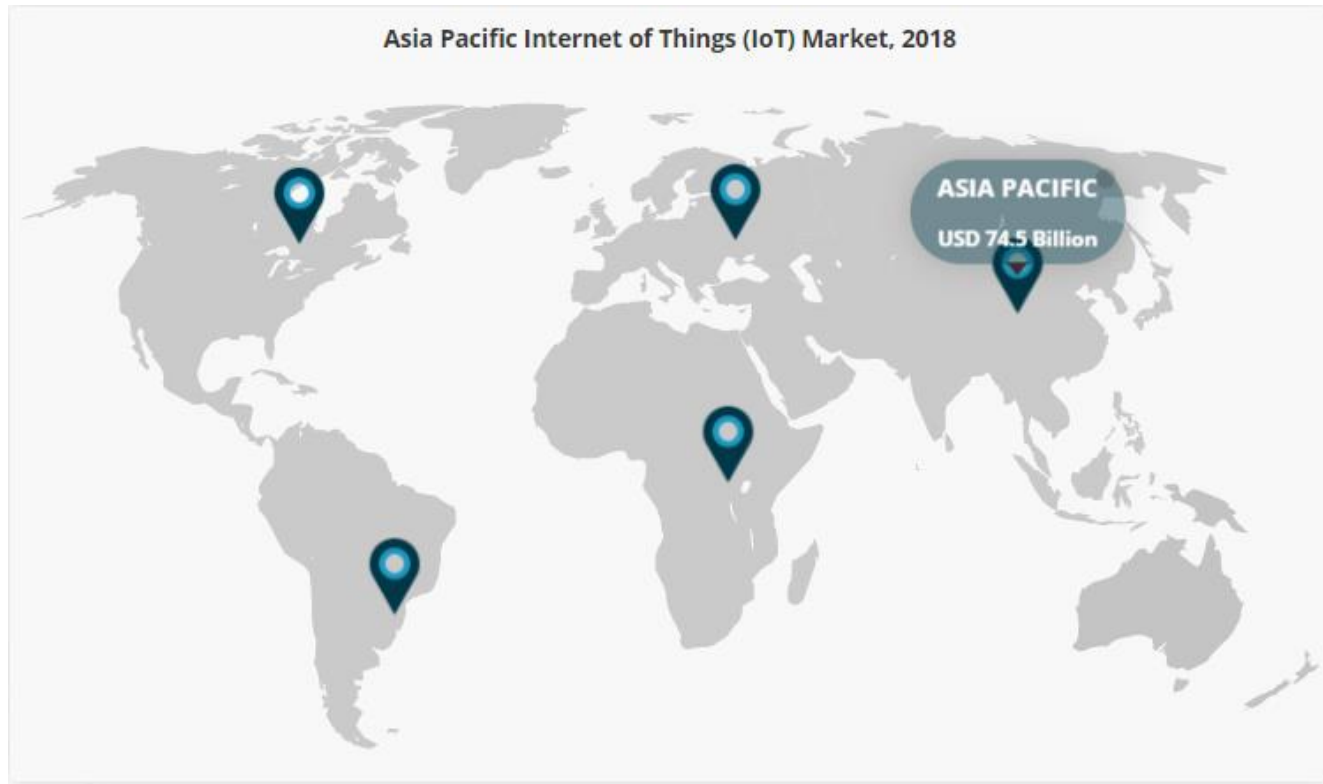 Asia Pacific Internet of Things (IoT) Market, 2018
ASIA PACIFIC
USD 74.5 Billion